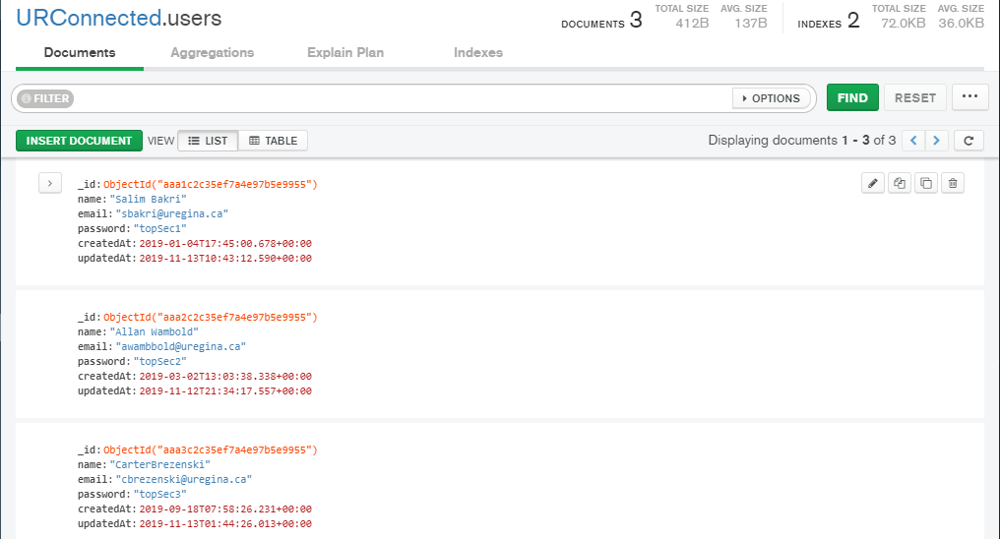 URConnected.users
DOCUMENTS 3 TOTAL SIZE 412B AVG. SIZE 137B INDEXES 2 TOTAL SIZE 72.0KB AVG. SIZE 36.0KB
Documents Aggregations Explain Plan Indexes
FILTER OPTIONS FIND RESET ...
INSERT DOCUMENT VIEW LIST TABLE Displaying documents 1 - 3 of 3
_id: ObjectId("aaa1c2c35ef7a4e97b5e9955")
name: "Salim Bakri"
email: "sbakri@uregina.ca"
password: "topSec1"
createdAt: 2019-01-04T17:45:00.678+00:00
updatedAt: 2019-11-13T10:43:12.590+00:00
_id: ObjectId("aaa2c2c35ef7a4e97b5e9955")
name: "Allan Wambold"
email: "awambbold@uregina.ca"
password: "topSec2"
createdAt: 2019-03-02T13:03:38.338+00:00
updatedAt: 2019-11-12T21:34:17.557+00:00
_id: ObjectId("aaa3c2c35ef7a4e97b5e9955")
name: "CarterBrezenski"
email: "cbrezenski@uregina.ca"
password: "topSec3"
createdAt: 2019-09-18T07:58:26.231+00:00
updatedAt: 2019-11-13T01:44:26.013+00:00